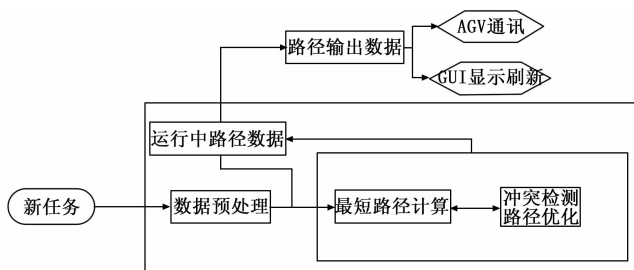 AGV通讯
路径输出数据
GUI显示刷新
运行中路径数据
新任务
数据预处理
最短路径计算
冲突检测
路径优化